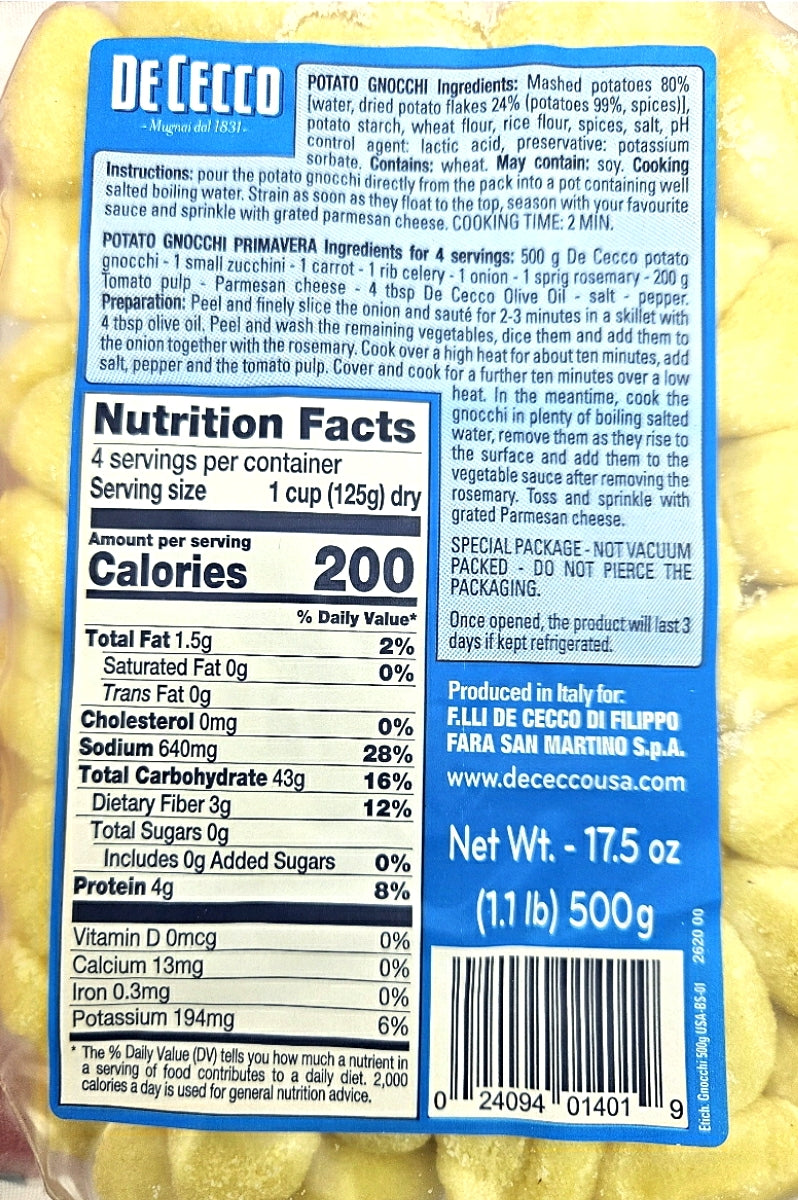 DE CECCO
- Mugnai dal 1831 -
POTATO GNOCCHI Ingredients: Mashed potatoes 80%
[water, dried potato flakes 24% (potatoes 99%, spices)],
potato starch, wheat flour, rice flour, spices, salt, pH
control agent: lactic acid, preservative: potassium
sorbate. Contains: wheat. May contain: soy. Cooking
Instructions: pour the potato gnocchi directly from the pack into a pot containing well
salted boiling water. Strain as soon as they float to the top, season with your favourite
sauce and sprinkle with grated parmesan cheese. COOKING TIME: 2 MIN.
POTATO GNOCCHI PRIMAVERA Ingredients for 4 servings: 500 g De Cecco potato
gnocchi - 1 small zucchini - 1 carrot - 1 rib celery - 1 onion - 1 sprig rosemary - 200 g
Tomato pulp - Parmesan cheese - 4 tbsp De Cecco Olive Oil - salt - pepper.
Preparation: Peel and finely slice the onion and sauté for 2-3 minutes in a skillet with
4 tbsp olive oil. Peel and wash the remaining vegetables, dice them and add them to
the onion together with the rosemary. Cook over a high heat for about ten minutes, add
salt, pepper and the tomato pulp. Cover and cook for a further ten minutes over a low
heat. In the meantime, cook the
gnocchi in plenty of boiling salted
water, remove them as they rise to
the surface and add them to the
vegetable sauce after removing the
rosemary. Toss and sprinkle with
grated Parmesan cheese.
SPECIAL PACKAGE - NOT VACUUM
PACKED - DO NOT PIERCE THE
PACKAGING.
Once opened, the product will last 3
days if kept refrigerated.
Nutrition Facts
4 servings per container
Serving size 1 cup (125g) dry
Amount per serving
Calories 200
% Daily Value*
Total Fat 1.5g 2%
Saturated Fat 0g 0%
Trans Fat 0g
Cholesterol 0mg 0%
Sodium 640mg 28%
Total Carbohydrate 43g 16%
Dietary Fiber 3g 12%
Total Sugars 0g
Includes 0g Added Sugars 0%
Protein 4g 8%
Vitamin D 0mcg 0%
Calcium 13mg 0%
Iron 0.3mg 0%
Potassium 194mg 6%
* The % Daily Value (DV) tells you how much a nutrient in
a serving of food contributes to a daily diet. 2,000
calories a day is used for general nutrition advice.
Produced in Italy for:
F.LLI DE CECCO DI FILIPPO
FARA SAN MARTINO S.p.A.
www.dececcousa.com
Net Wt. - 17.5 oz
(1.1 lb) 500g
0 24094 01401 9
Etich. Gnocchi 500g USA-BS-01 2620 00